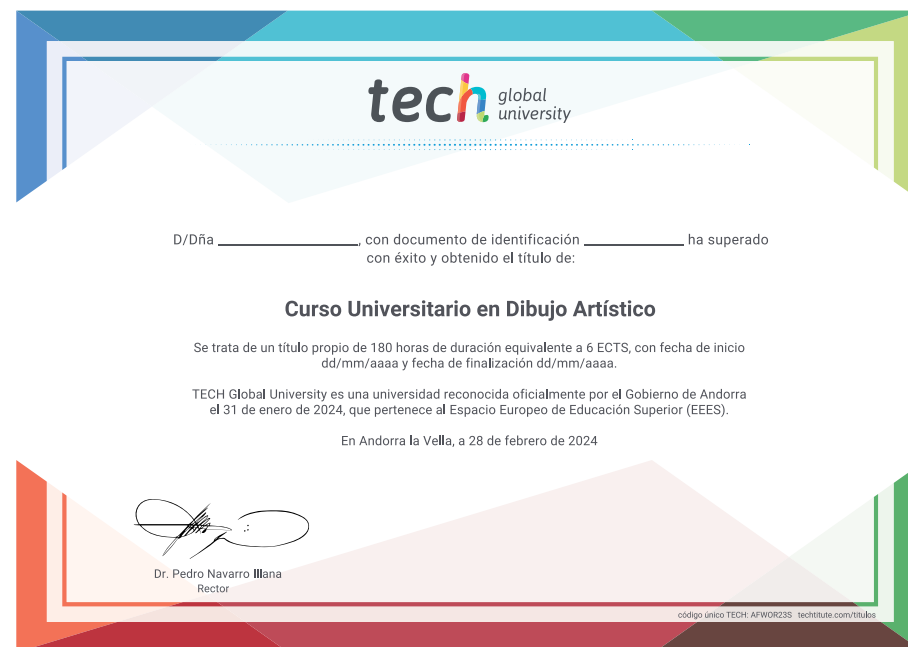 tech global university
D/Dña ____________________, con documento de identificación ______________ ha superado
con éxito y obtenido el título de:
Curso Universitario en Dibujo Artístico
Se trata de un título propio de 180 horas de duración equivalente a 6 ECTS, con fecha de inicio
dd/mm/aaaa y fecha de finalización dd/mm/aaaa.
TECH Global University es una universidad reconocida oficialmente por el Gobierno de Andorra
el 31 de enero de 2024, que pertenece al Espacio Europeo de Educación Superior (EEES).
En Andorra la Vella, a 28 de febrero de 2024
Dr. Pedro Navarro Illana
Rector
código único TECH: AFWOR23S techtitute.com/titulos